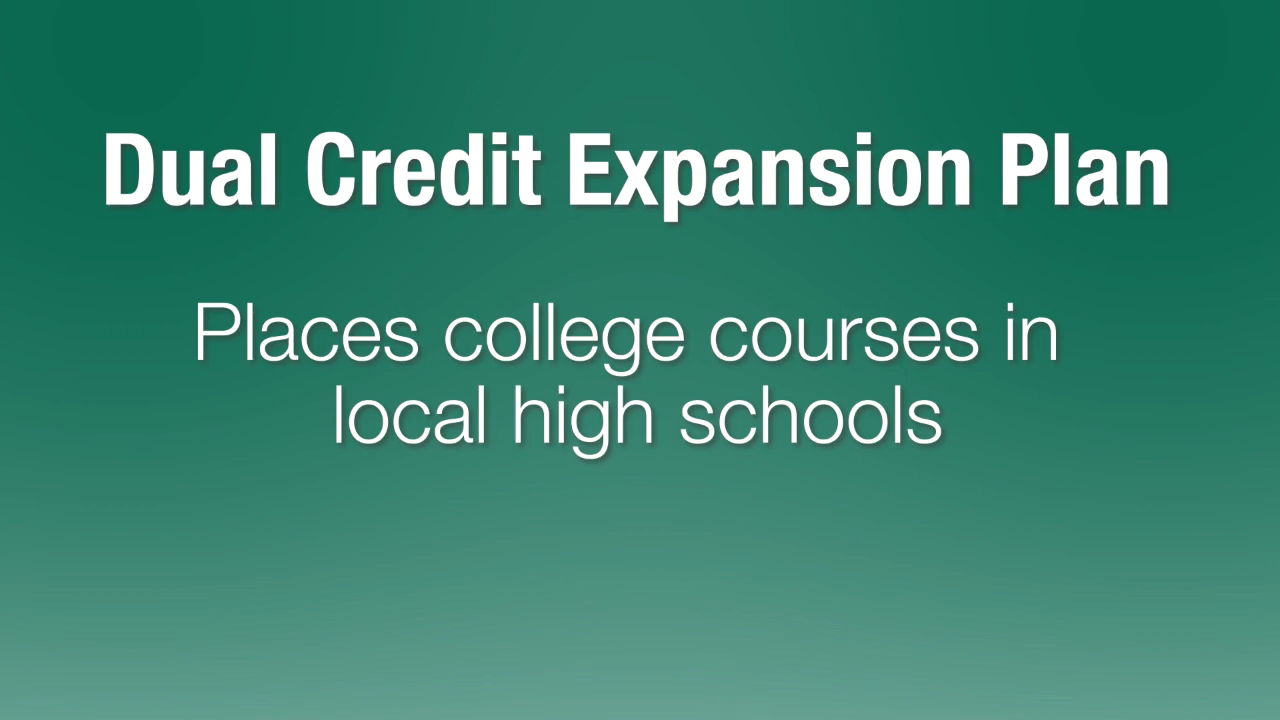 Dual Credit Expansion Plan
Places college courses in
local high schools